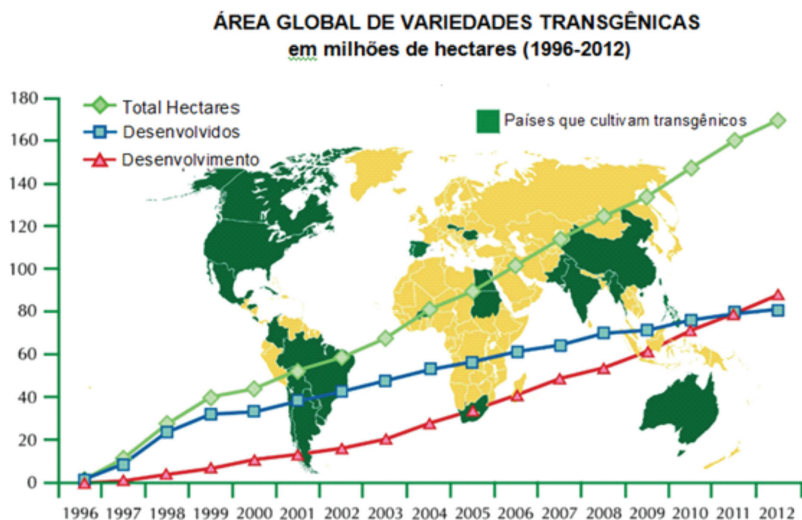 ÁREA GLOBAL DE VARIEDADES TRANSGÊNICAS
em milhões de hectares (1996-2012)
180
160
140
120
100
80
60
40
20
0
Total Hectares
Desenvolvidos
Desenvolvimento
Países que cultivam transgênicos
1996 1997 1998 1999 2000 2001 2002 2003 2004 2005 2006 2007 2008 2009 2010 2011 2012